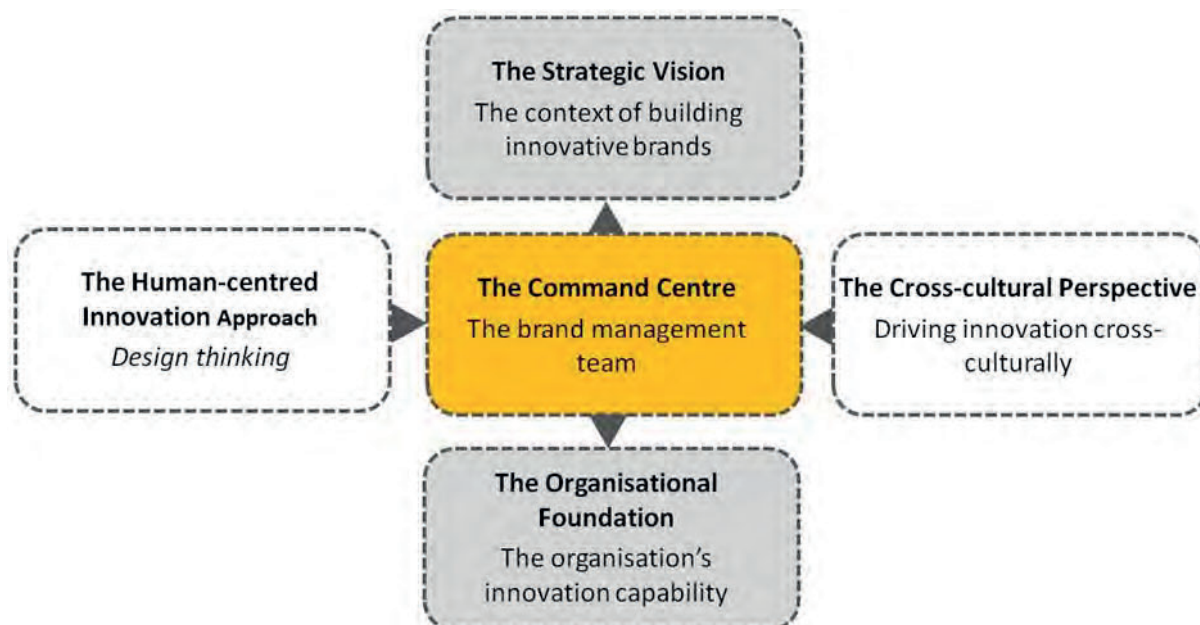 The Strategic Vision
The context of building
innovative brands
The Human-centred
Innovation Approach
Design thinking
The Command Centre
The brand management
team
The Cross-cultural Perspective
Driving innovation cross-
culturally
The Organisational
Foundation
The organisation's
innovation capability